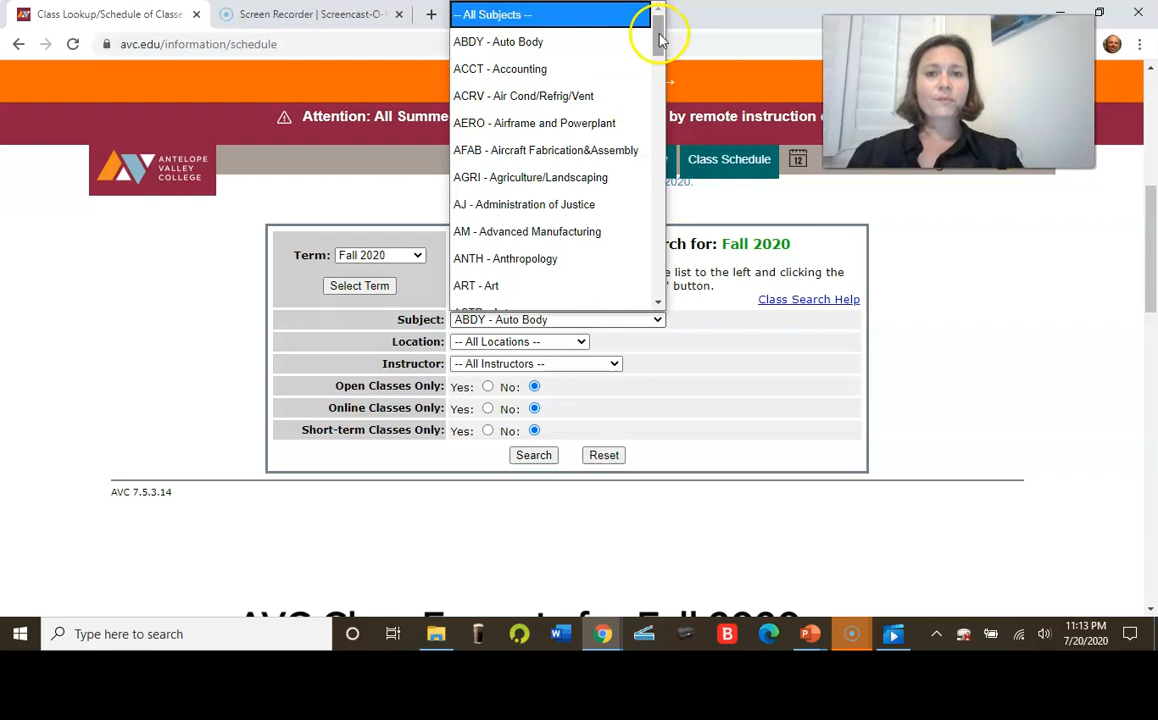 Class Lookup/Schedule of Classe
Screen Recorder | Screencast-O-
avc.edu/information/schedule
-- All Subjects --
ABDY - Auto Body
ACCT - Accounting
ACRV - Air Cond/Refrig/Vent
AERO - Airframe and Powerplant
AFAB - Aircraft Fabrication&Assembly
AGRI - Agriculture/Landscaping
AJ - Administration of Justice
AM - Advanced Manufacturing
ANTH - Anthropology
ART - Art
Attention: All Summe
by remote instruction
ANTELOPE
VALLEY
COLLEGE
Class Schedule
12
2020.
Term: Fall 2020
Select Term
rch for: Fall 2020
e list to the left and clicking the
" button.
Class Search Help
Subject: ABDY - Auto Body
Location: -- All Locations --
Instructor: -- All Instructors --
Open Classes Only: Yes: No:
Online Classes Only: Yes: No:
Short-term Classes Only: Yes: No:
Search Reset
AVC 7.5.3.14
Type here to search
11:13 PM
7/20/2020